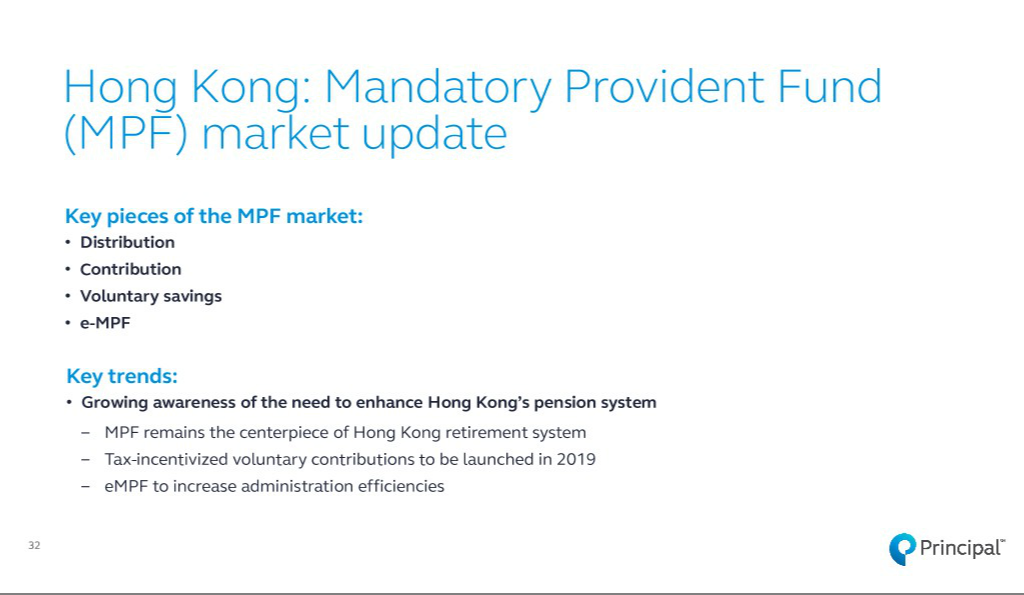 Hong Kong: Mandatory Provident Fund
(MPF) market update
Key pieces of the MPF market:
• Distribution
• Contribution
• Voluntary savings
• e-MPF
Key trends:
• Growing awareness of the need to enhance Hong Kong’s pension system
– MPF remains the centerpiece of Hong Kong retirement system
– Tax-incentivized voluntary contributions to be launched in 2019
– eMPF to increase administration efficiencies
32
Principal℠